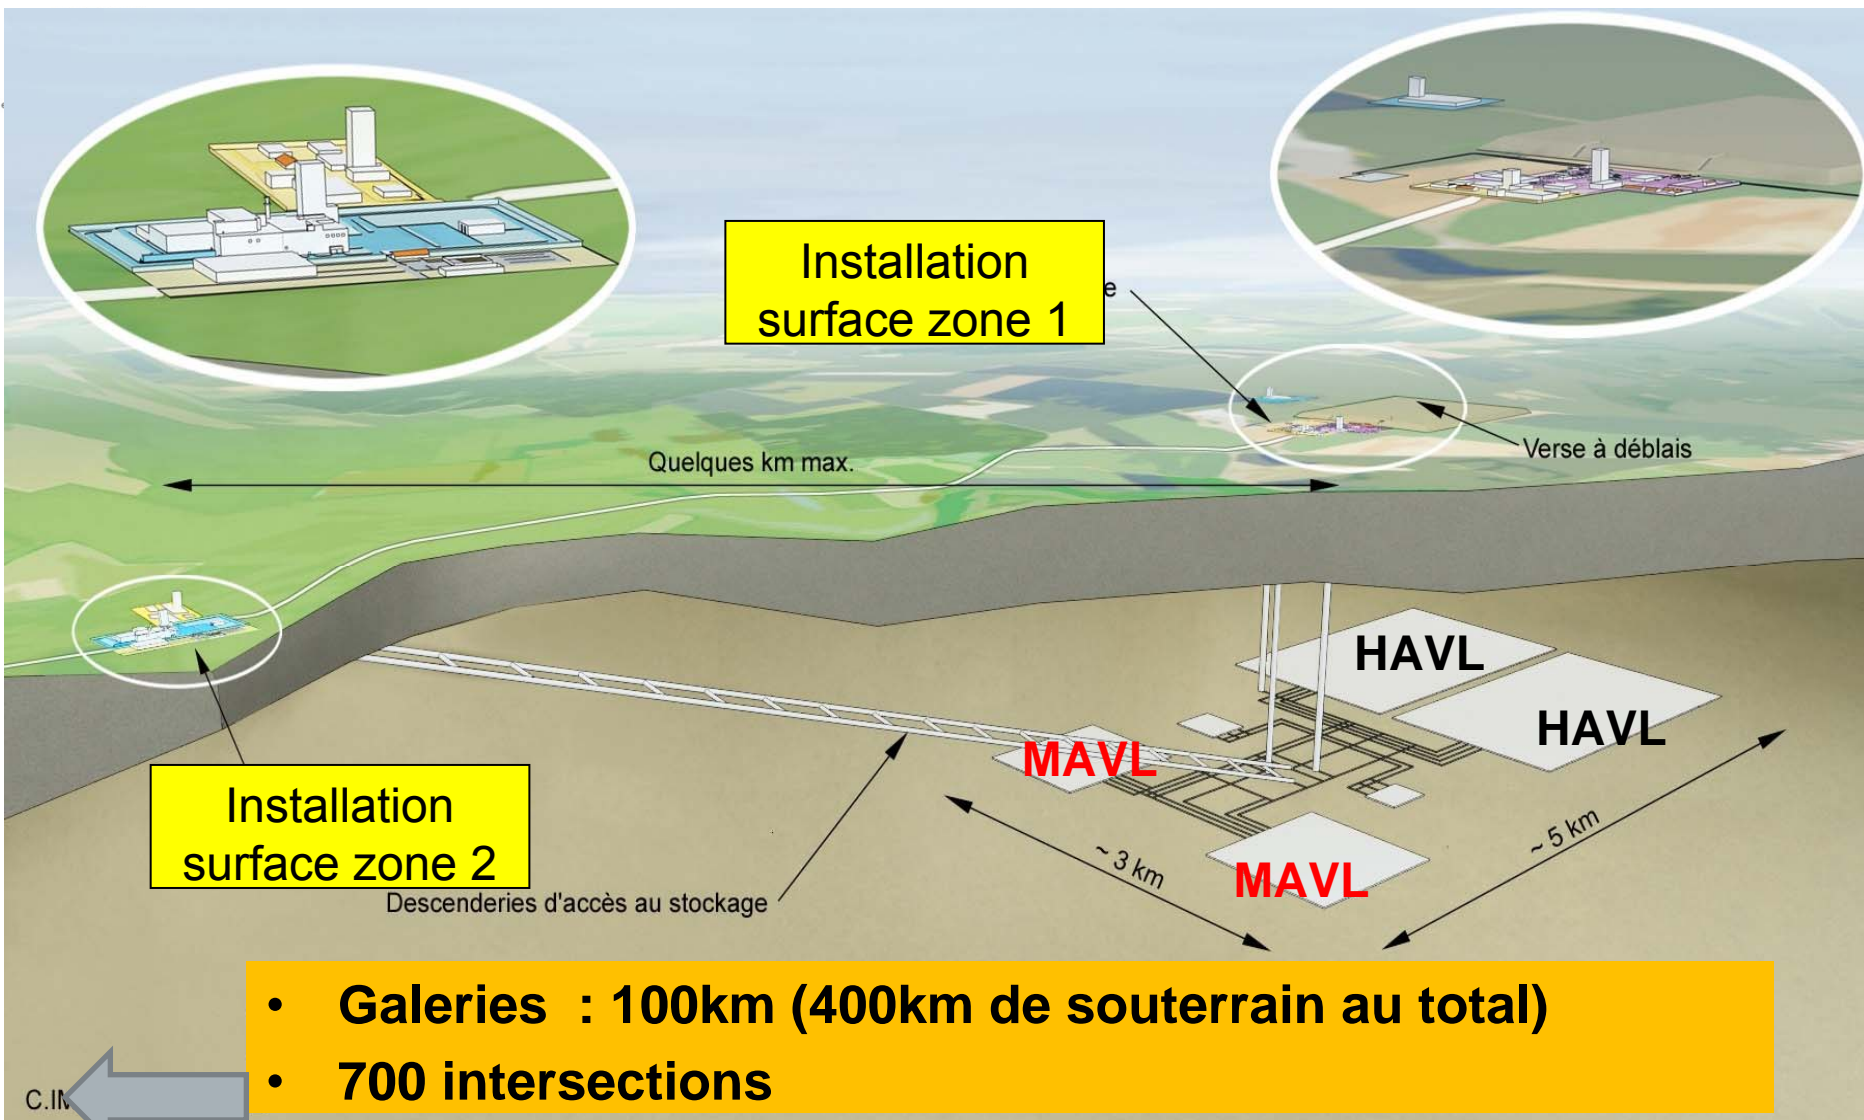 Installation
surface zone 1
e
Quelques km max.
Verse à déblais
HAVL
HAVL
MAVL
Installation
surface zone 2
~ 3 km
~ 5 km
MAVL
Descenderies d'accès au stockage
• Galeries : 100km (400km de souterrain au total)
• 700 intersections